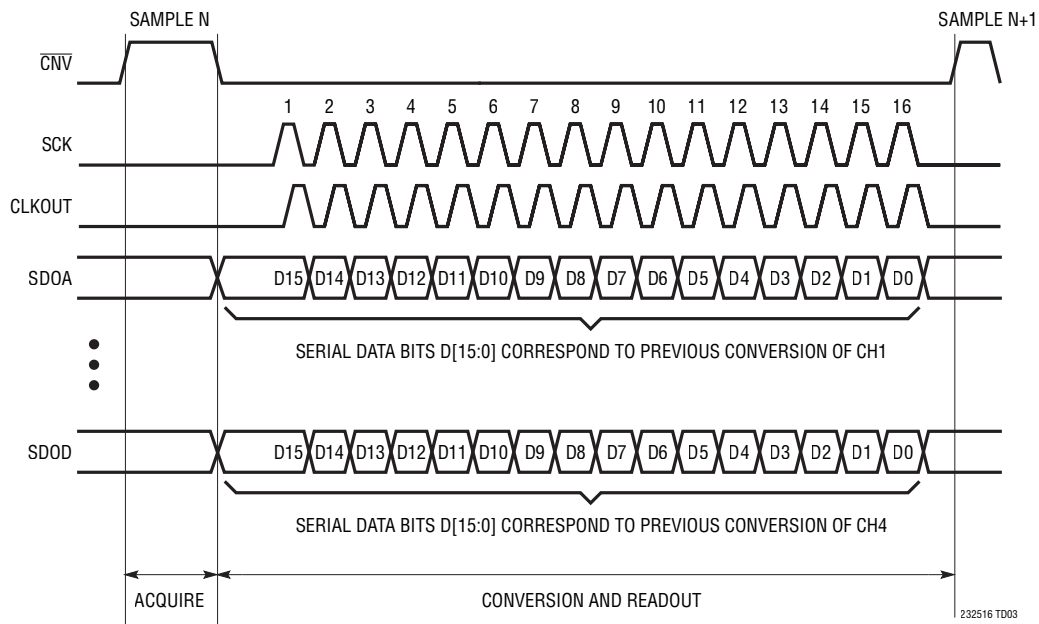 SAMPLE N SAMPLE N+1
CNV
1 2 3 4 5 6 7 8 9 10 11 12 13 14 15 16
SCK
CLKOUT
SDOA D15 D14 D13 D12 D11 D10 D9 D8 D7 D6 D5 D4 D3 D2 D1 D0
SERIAL DATA BITS D[15:0] CORRESPOND TO PREVIOUS CONVERSION OF CH1
SDOD D15 D14 D13 D12 D11 D10 D9 D8 D7 D6 D5 D4 D3 D2 D1 D0
SERIAL DATA BITS D[15:0] CORRESPOND TO PREVIOUS CONVERSION OF CH4
ACQUIRE CONVERSION AND READOUT
232516 TD03